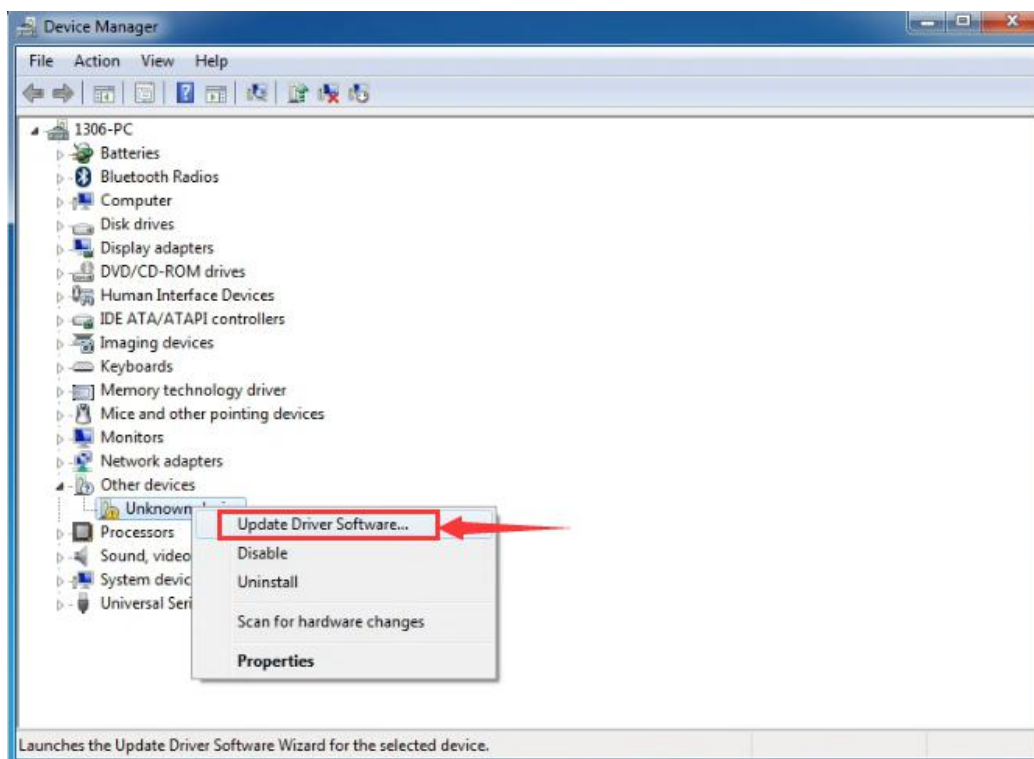 Device Manager
File Action View Help
1306-PC
Batteries
Bluetooth Radios
Computer
Disk drives
Display adapters
DVD/CD-ROM drives
Human Interface Devices
IDE ATA/ATAPI controllers
Imaging devices
Keyboards
Memory technology driver
Mice and other pointing devices
Monitors
Network adapters
Other devices
Unknown
Processors
Sound, video
System devic
Universal Seri
Update Driver Software...
Disable
Uninstall
Scan for hardware changes
Properties
Launches the Update Driver Software Wizard for the selected device.